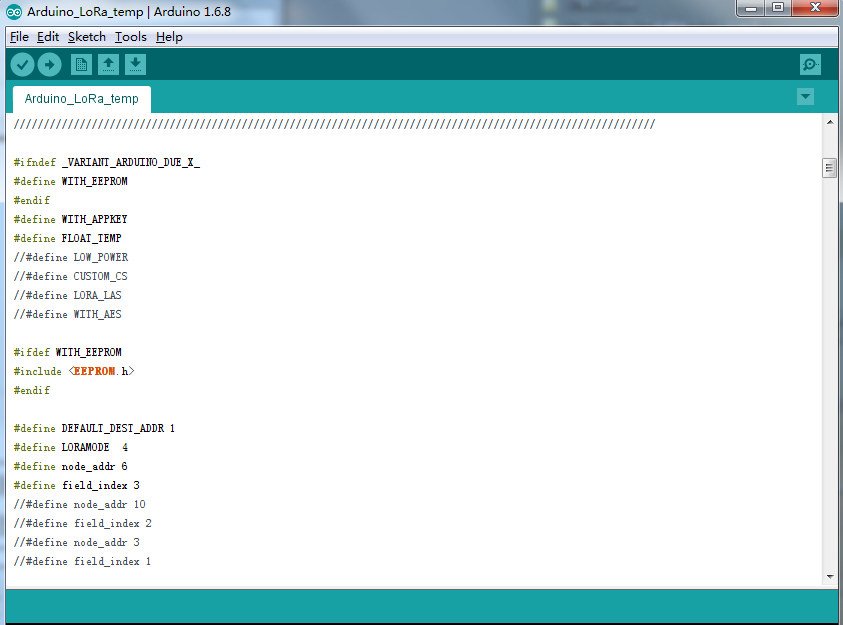 Arduino_LoRa_temp | Arduino 1.6.8
File Edit Sketch Tools Help
Arduino_LoRa_temp
///////////////////////////////////////////////////////////////////////////////////////////////////////////
#ifndef _VARIANT_ARDUINO_DUE_X_
#define WITH_EEPROM
#endif
#define WITH_APPKEY
#define FLOAT_TEMP
//#define LOW_POWER
//#define CUSTOM_CS
//#define LORA_LAS
//#define WITH_AES
#ifdef WITH_EEPROM
#include <EEPROM.h>
#endif
#define DEFAULT_DEST_ADDR 1
#define LORAMODE  4
#define node_addr 6
#define field_index 3
//#define node_addr 10
//#define field_index 2
//#define node_addr 3
//#define field_index 1